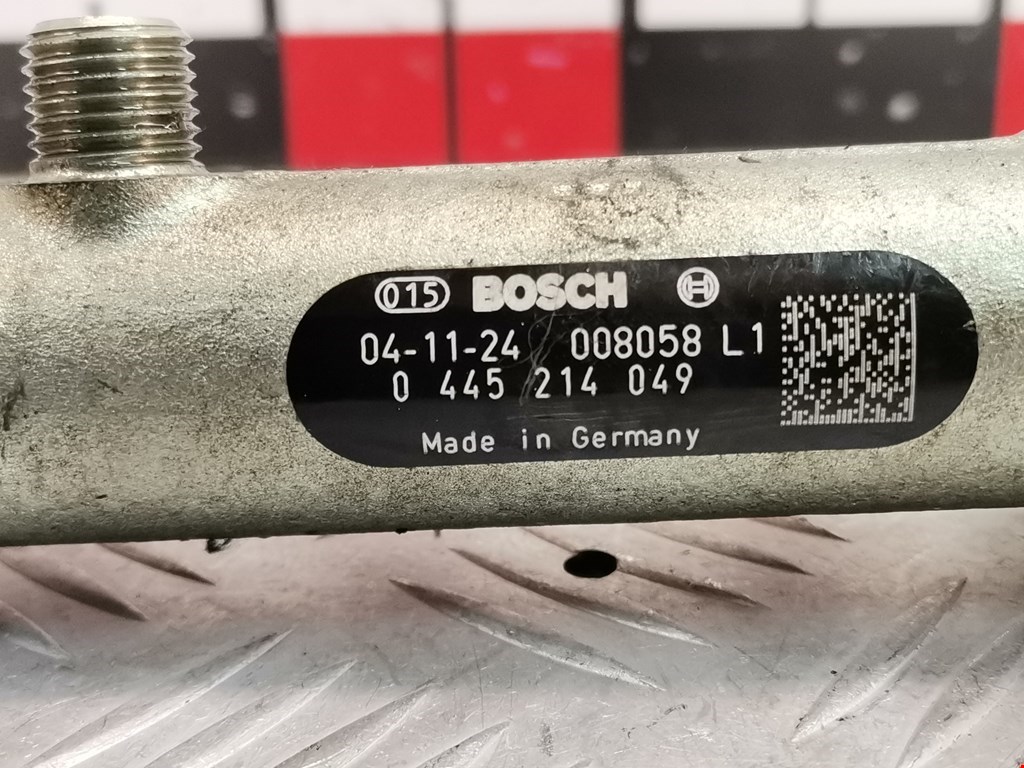 015 BOSCH
04-11-24 008058 L1
0 445 214 049
Made in Germany